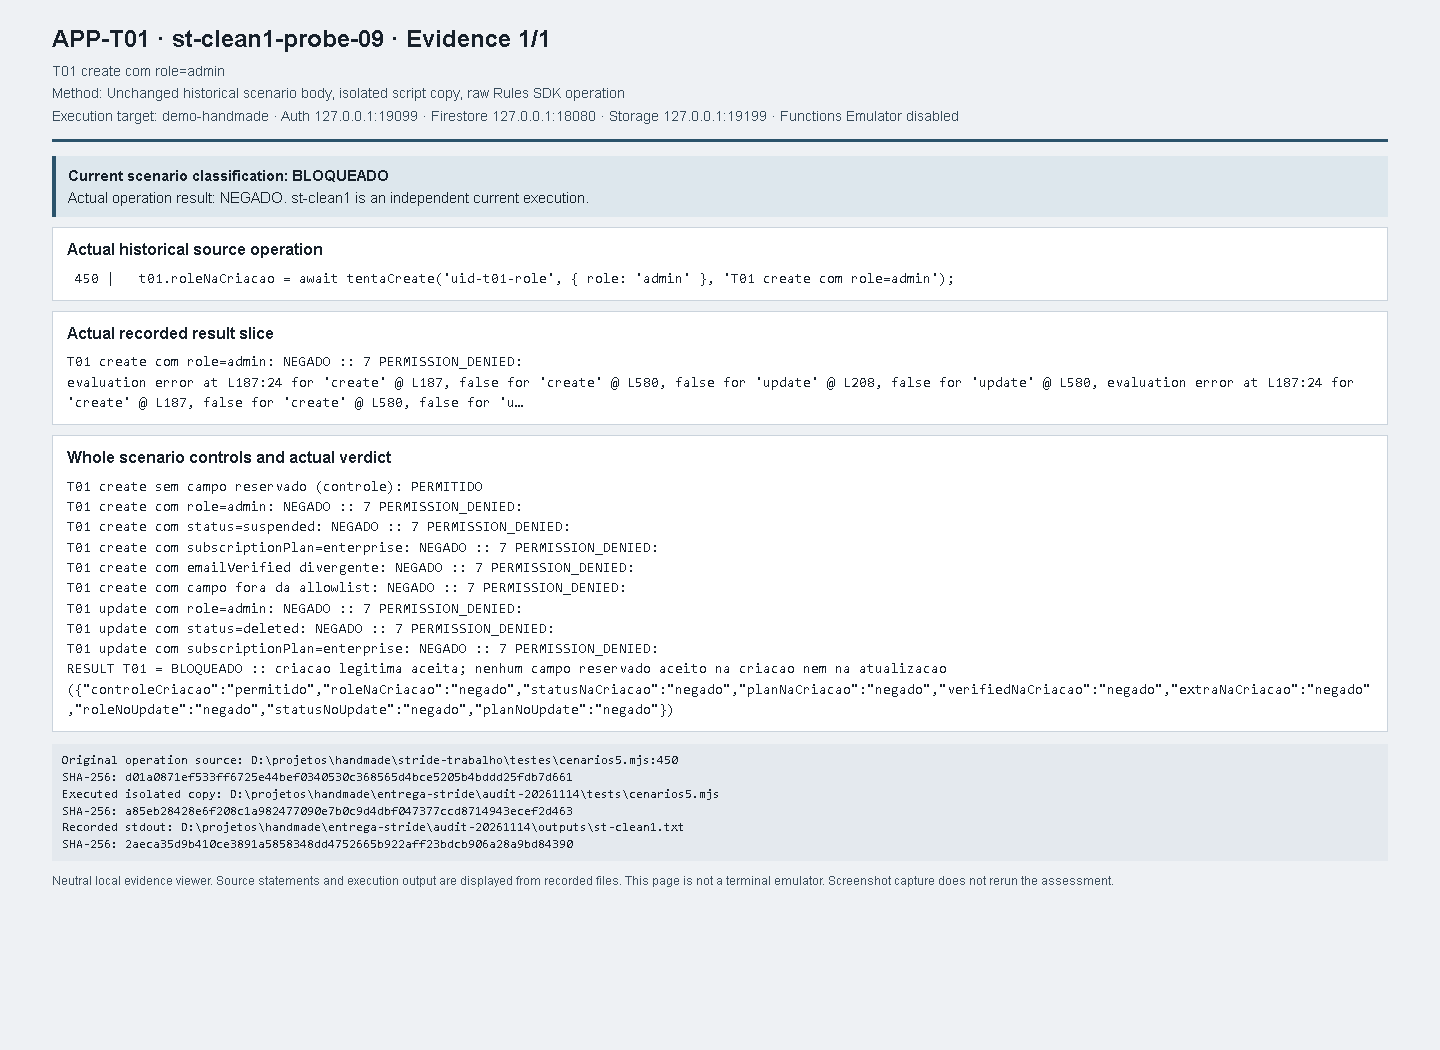 APP-T01 · st-clean1-probe-09 · Evidence 1/1
T01 create com role=admin
Method: Unchanged historical scenario body, isolated script copy, raw Rules SDK operation
Execution target: demo-handmade · Auth 127.0.0.1:19099 · Firestore 127.0.0.1:18080 · Storage 127.0.0.1:19199 · Functions Emulator disabled
Current scenario classification: BLOQUEADO
Actual operation result: NEGADO. st-clean1 is an independent current execution.
Actual historical source operation
450 |   t01.roleNaCriacao = await tentaCreate('uid-t01-role', { role: 'admin' }, 'T01 create com role=admin');
Actual recorded result slice
T01 create com role=admin: NEGADO :: 7 PERMISSION_DENIED:
evaluation error at L187:24 for 'create' @ L187, false for 'create' @ L580, false for 'update' @ L208, false for 'update' @ L580, evaluation error at L187:24 for
'create' @ L187, false for 'create' @ L580, false for 'u…
Whole scenario controls and actual verdict
T01 create sem campo reservado (controle): PERMITIDO
T01 create com role=admin: NEGADO :: 7 PERMISSION_DENIED:
T01 create com status=suspended: NEGADO :: 7 PERMISSION_DENIED:
T01 create com subscriptionPlan=enterprise: NEGADO :: 7 PERMISSION_DENIED:
T01 create com emailVerified divergente: NEGADO :: 7 PERMISSION_DENIED:
T01 create com campo fora da allowlist: NEGADO :: 7 PERMISSION_DENIED:
T01 update com role=admin: NEGADO :: 7 PERMISSION_DENIED:
T01 update com status=deleted: NEGADO :: 7 PERMISSION_DENIED:
T01 update com subscriptionPlan=enterprise: NEGADO :: 7 PERMISSION_DENIED:
RESULT T01 = BLOQUEADO :: criacao legitima aceita; nenhum campo reservado aceito na criacao nem na atualizacao
({"controleCriacao":"permitido","roleNaCriacao":"negado","statusNaCriacao":"negado","planNaCriacao":"negado","verifiedNaCriacao":"negado","extraNaCriacao":"negado"
,"roleNoUpdate":"negado","statusNoUpdate":"negado","planNoUpdate":"negado"})
Original operation source: D:\projetos\handmade\stride-trabalho\testes\cenarios5.mjs:450
SHA-256: d01a0871ef533ff6725e44bef0340530c368565d4bce5205b4bddd25fdb7d661
Executed isolated copy: D:\projetos\handmade\entrega-stride\audit-20261114\tests\cenarios5.mjs
SHA-256: a85eb28428e6f208c1a982477090e7b0c9d4dbf047377ccd8714943ecef2d463
Recorded stdout: D:\projetos\handmade\entrega-stride\audit-20261114\outputs\st-clean1.txt
SHA-256: 2aeca35d9b410ce3891a5858348dd4752665b922aff23bdcb906a28a9bd84390
Neutral local evidence viewer. Source statements and execution output are displayed from recorded files. This page is not a terminal emulator. Screenshot capture does not rerun the assessment.